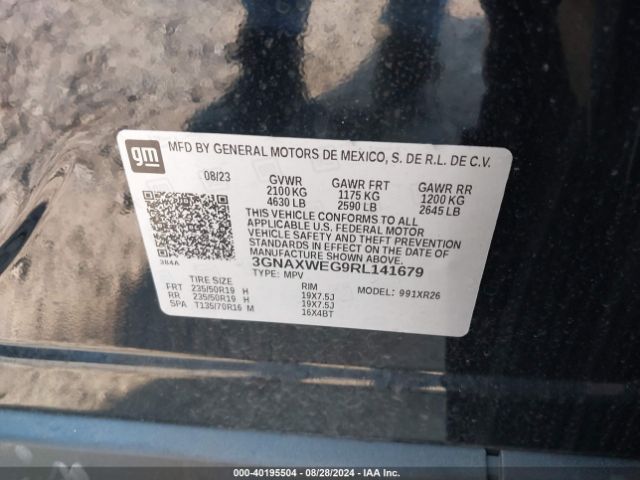 gm MFD BY GENERAL MOTORS DE MEXICO, S. DE R.L. DE C.V.
08/23 GVWR GAWR FRT GAWR RR
2100 KG 1175 KG 1200 KG
4630 LB 2590 LB 2645 LB
THIS VEHICLE CONFORMS TO ALL
APPLICABLE U.S. FEDERAL MOTOR
VEHICLE SAFETY AND THEFT PREVENTION
STANDARDS IN EFFECT ON THE DATE OF
MANUFACTURE SHOWN ABOVE.
384A 3GNAXWEG9RL141679
TYPE: MPV
TIRE SIZE RIM MODEL: 991XR26
FRT 235/50R19 H 19X7.5J
RR 235/50R19 H 19X7.5J
SPA T135/70R16 M 16X4BT
000-40195504 | 08/28/2024 | IAAI.COM